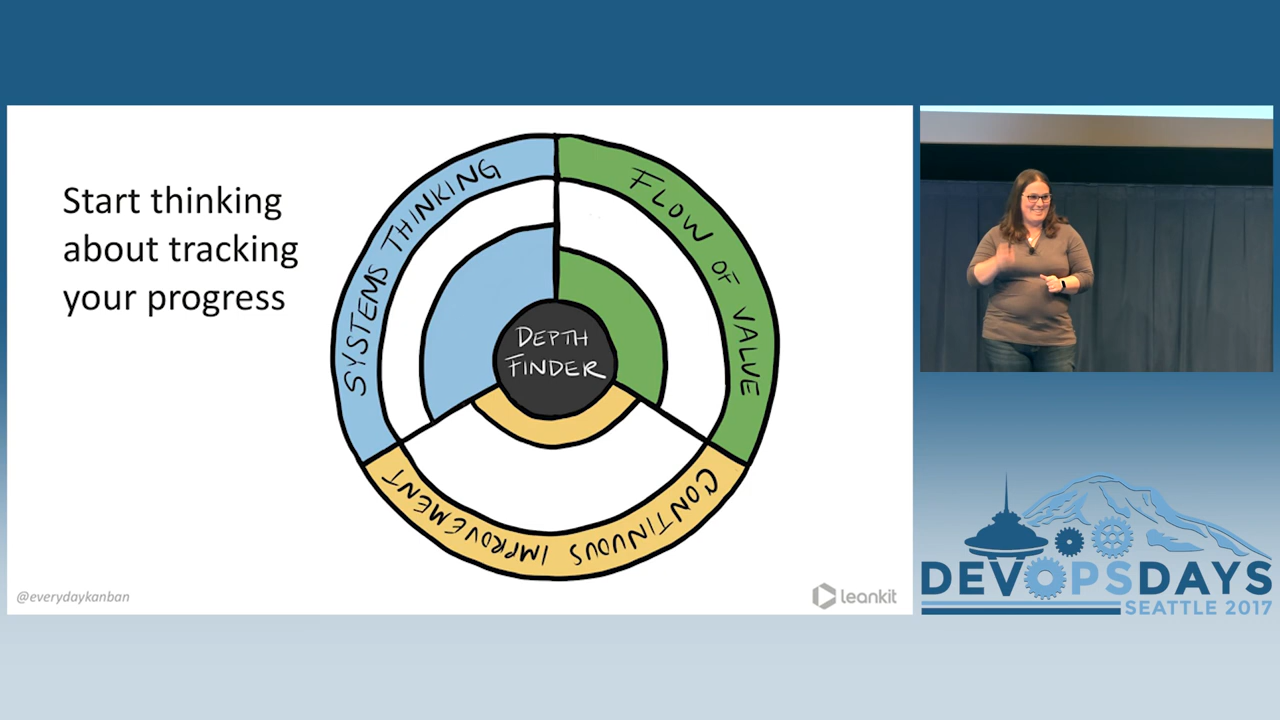 Start thinking
about tracking
your progress
SYSTEMS THINKING
FLOW OF VALUE
DEPTH
FINDER
CONTINUOUS IMPROVEMENT
@everydaykanban
leankit
DEVOPSDAYS
SEATTLE 2017